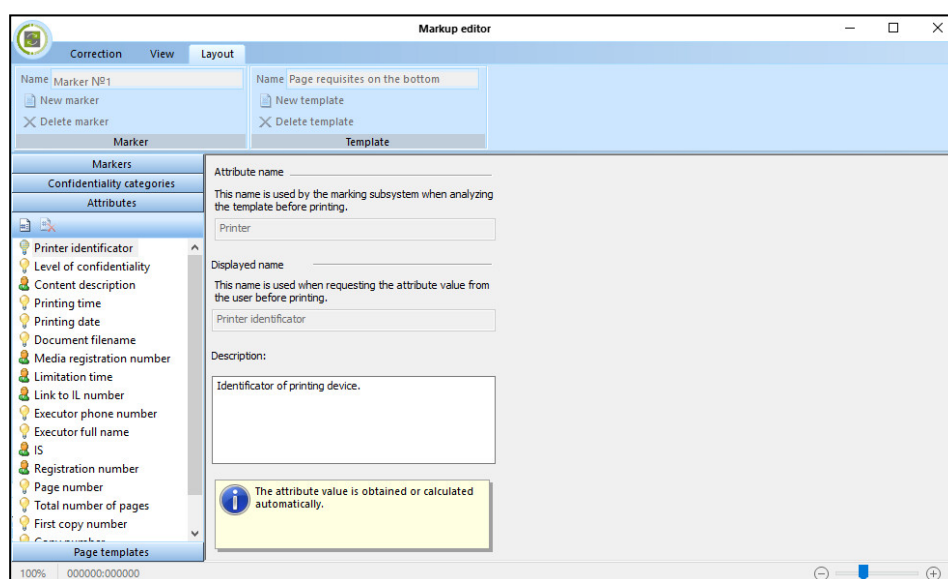 Markup editor
Correction View Layout
Name Marker №1
New marker
Delete marker
Marker
Name Page requisites on the bottom
New template
Delete template
Template
Markers
Confidentiality categories
Attributes
Printer identificator
Level of confidentiality
Content description
Printing time
Printing date
Document filename
Media registration number
Limitation time
Link to IL number
Executor phone number
Executor full name
IS
Registration number
Page number
Total number of pages
First copy number
Copy number
Page templates
Attribute name
This name is used by the marking subsystem when analyzing
the template before printing.
Printer
Displayed name
This name is used when requesting the attribute value from
the user before printing.
Printer identificator
Description:
Identificator of printing device.
The attribute value is obtained or calculated
automatically.
100% 000000:000000